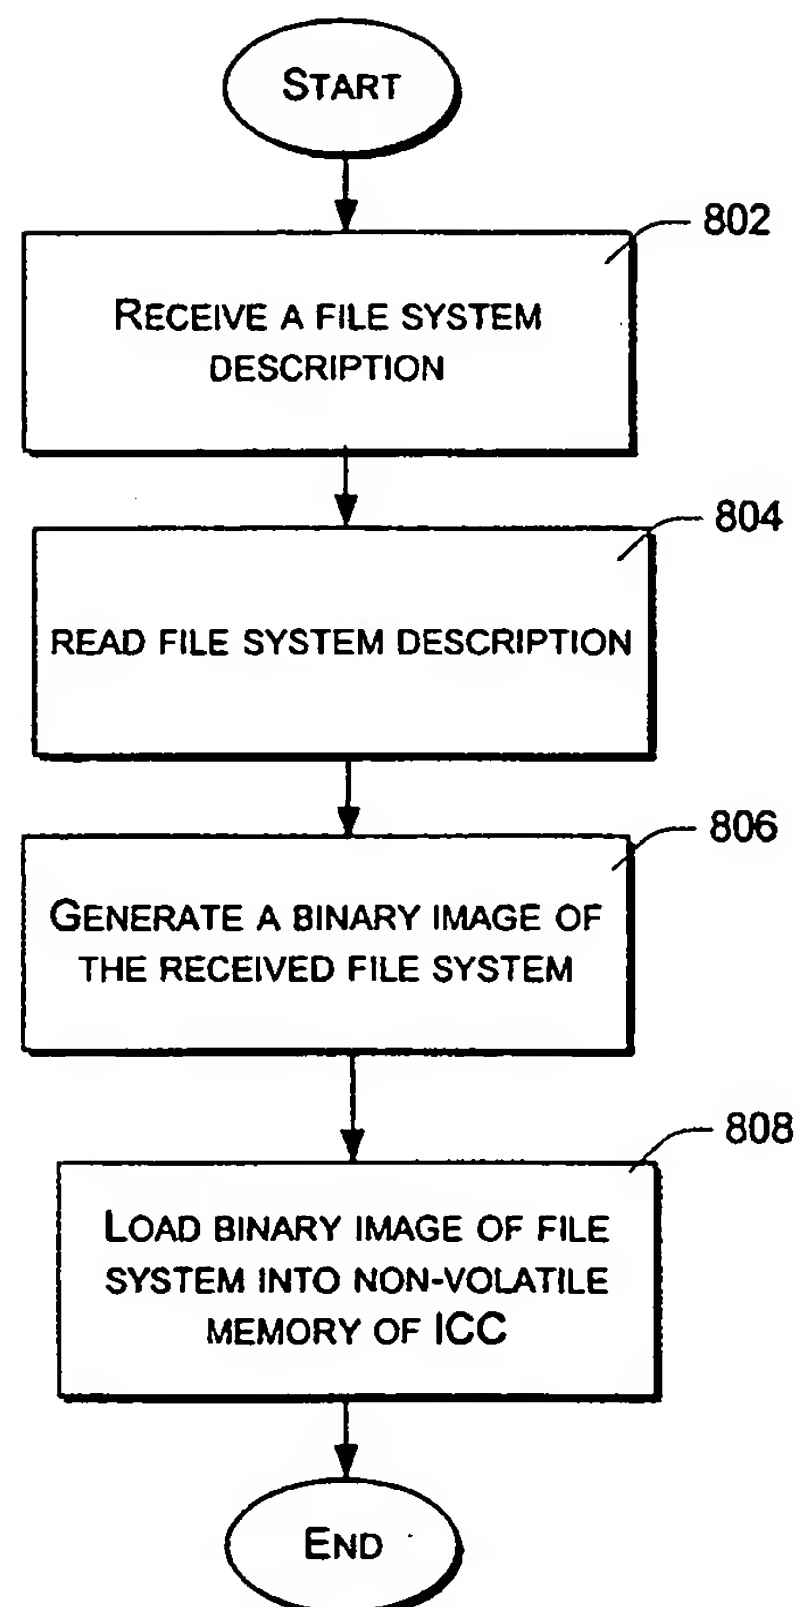 START
802
RECEIVE A FILE SYSTEM
DESCRIPTION
804
READ FILE SYSTEM DESCRIPTION
806
GENERATE A BINARY IMAGE OF
THE RECEIVED FILE SYSTEM
808
LOAD BINARY IMAGE OF FILE
SYSTEM INTO NON-VOLATILE
MEMORY OF ICC
END